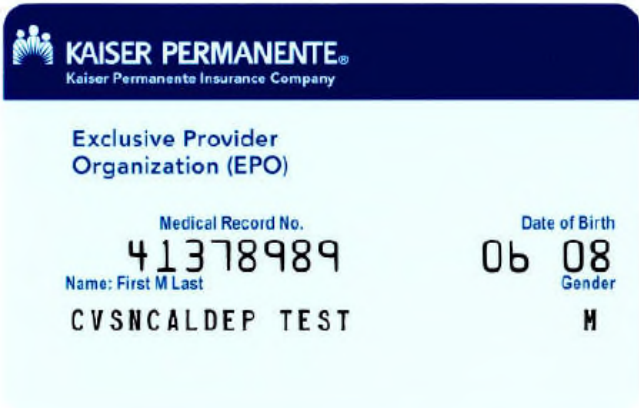 KAISER PERMANENTE®
Kaiser Permanente Insurance Company
Exclusive Provider
Organization (EPO)
Medical Record No. Date of Birth
41378989 06 08
Name: First M Last Gender
CVSNCALDEP TEST M